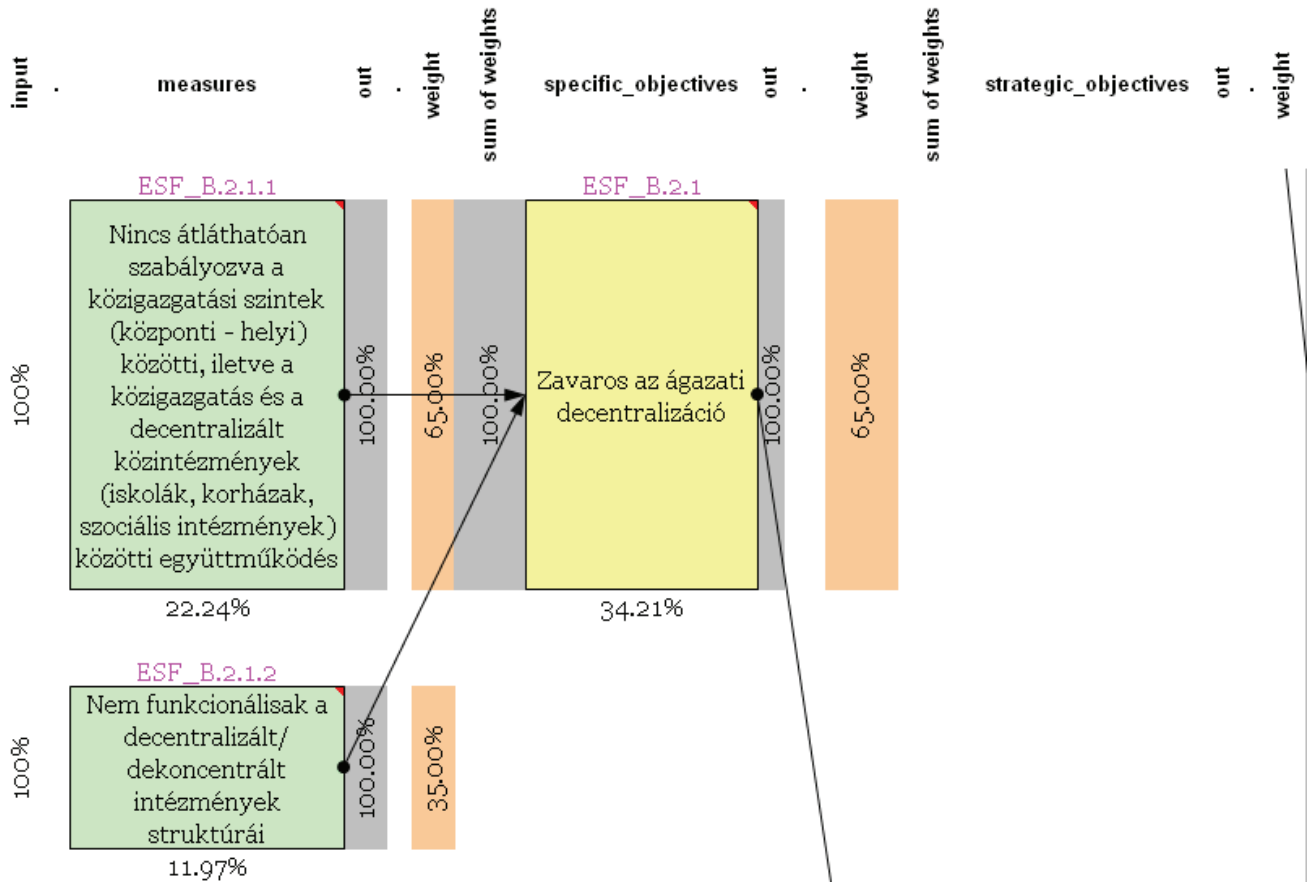 input . measures out . weight sum of weights specific_objectives out . weight sum of weights strategic_objectives out . weight
ESF_B.2.1.1
100%
Nincs átláthatóan
szabályozva a
közigazgatási szintek
(központi - helyi)
közötti, iletve a
közigazgatás és a
decentralizált
közintézmények
(iskolák, korházak,
szociális intézmények)
közötti együttműködés
100.00%
65.00%
100.00%
22.24%
ESF_B.2.1
Zavaros az ágazati
decentralizáció
100.00%
65.00%
34.21%
ESF_B.2.1.2
100%
Nem funkcionálisak a
decentralizált/
dekoncentrált
intézmények
struktúrái
100.00%
35.00%
11.97%